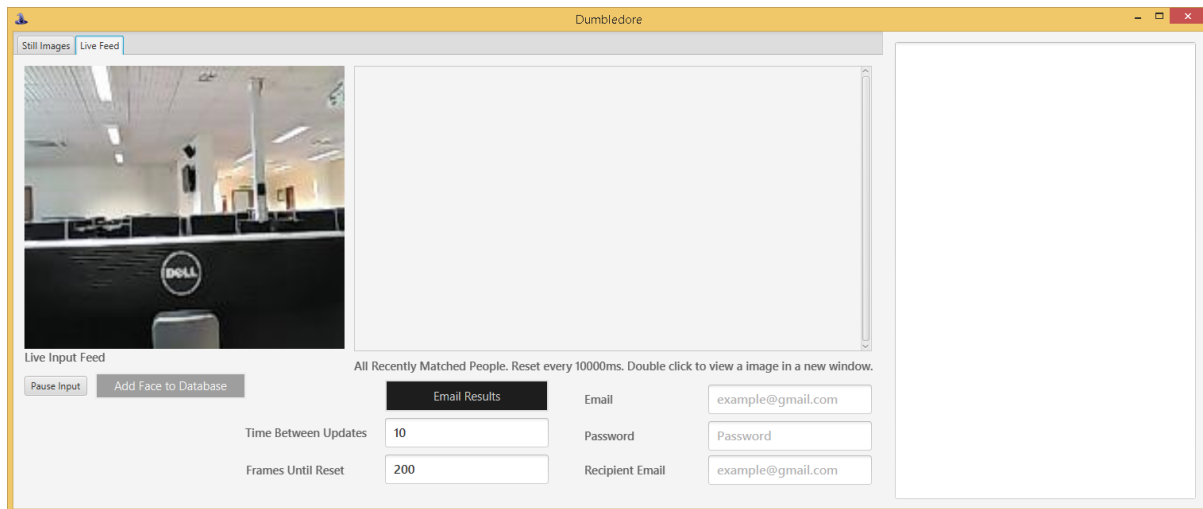 Dumbledore
Still Images
Live Feed
DELL
Live Input Feed
All Recently Matched People. Reset every 10000ms. Double click to view a image in a new window.
Pause Input
Add Face to Database
Email Results
Email
example@gmail.com
Time Between Updates
10
Password
Password
Frames Until Reset
200
Recipient Email
example@gmail.com